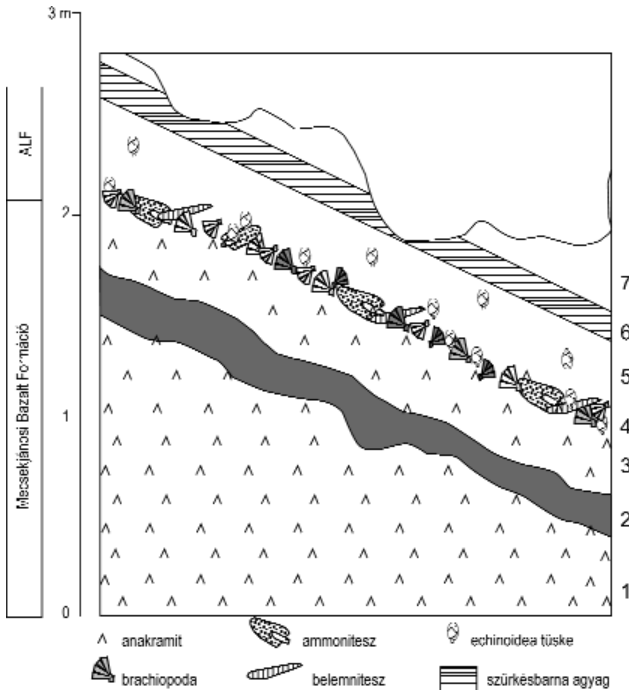 3 m
ALF
2
7
6
Mecsekjánosi Bazalt Formáció
5
1
4
3
2
1
0
anakramit
ammonitesz
echinoidea tüske
brachiopoda
belemnitesz
szürkésbarna agyag